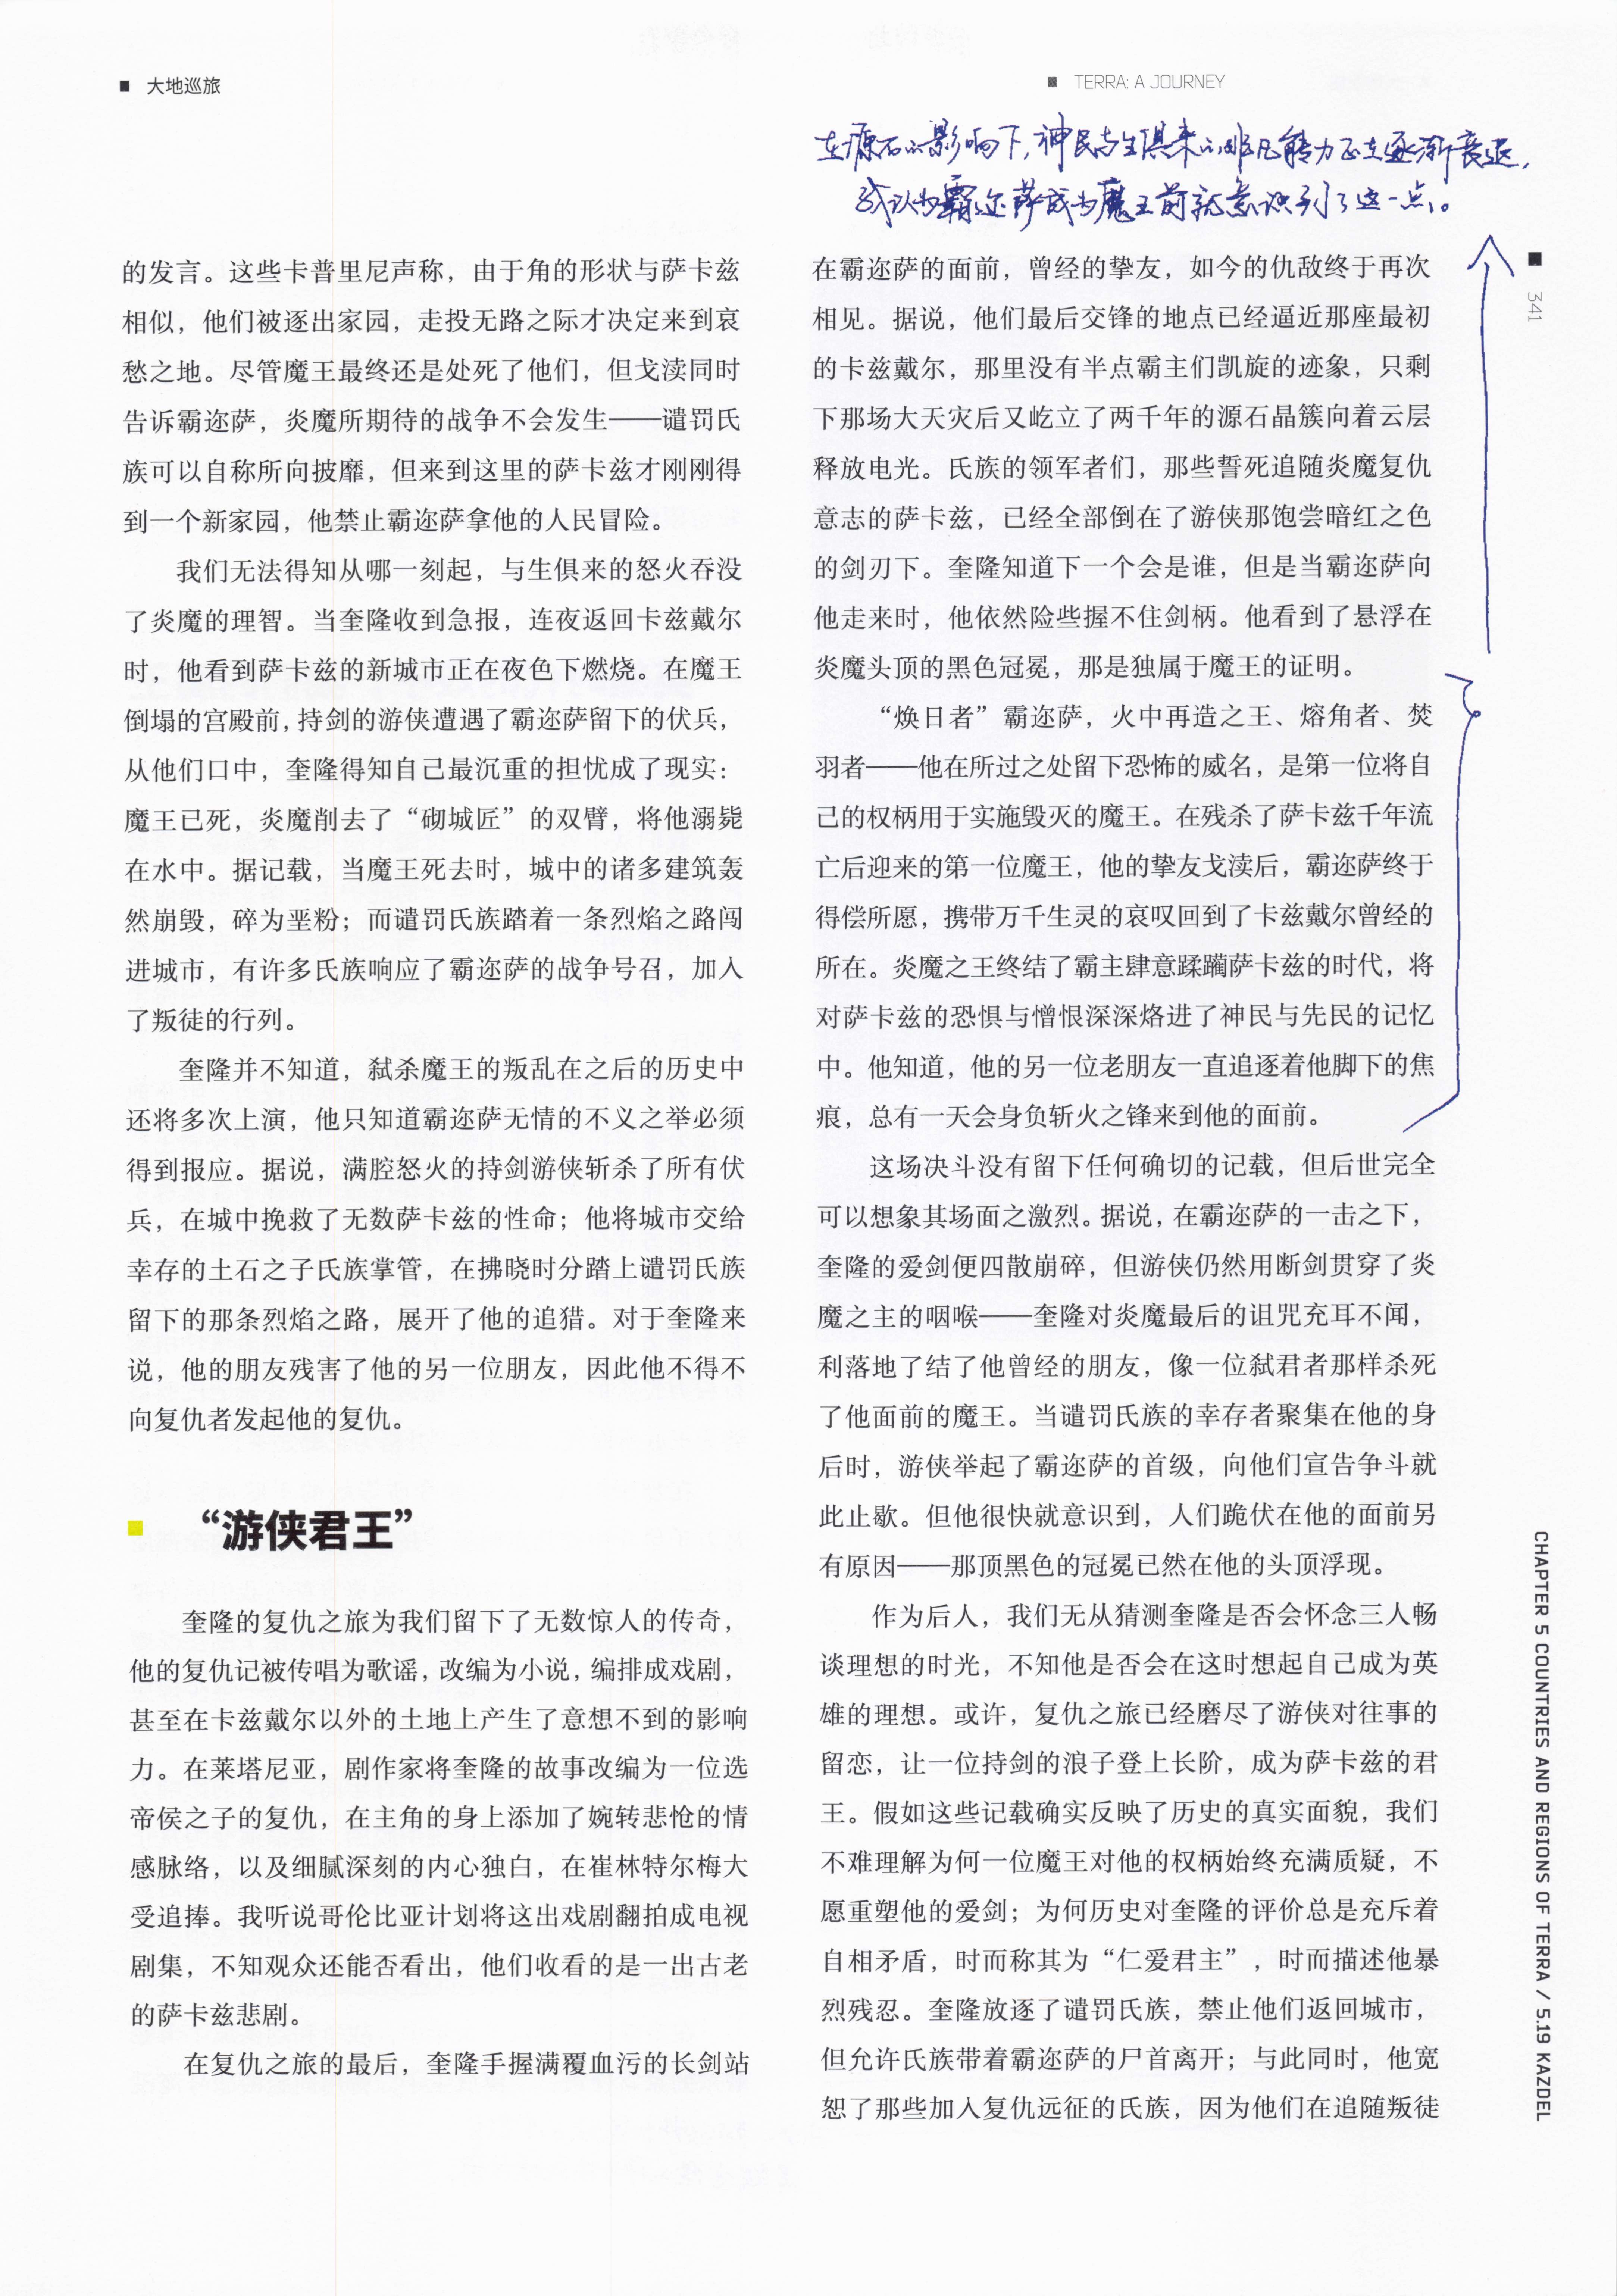 大地巡旅
TERRA: A JOURNEY
在源石的影响下,神民与生俱来的非凡能力正在逐渐衰退,
我认为霸迩萨成为魔王前就意识到了这一点。
341
的发言。这些卡普里尼声称，由于角的形状与萨卡兹
相似，他们被逐出家园，走投无路之际才决定来到哀
愁之地。尽管魔王最终还是处死了他们，但戈渎同时
告诉霸迩萨，炎魔所期待的战争不会发生——谴罚氏
族可以自称所向披靡，但来到这里的萨卡兹才刚刚得
到一个新家园，他禁止霸迩萨拿他的人民冒险。
我们无法得知从哪一刻起，与生俱来的怒火吞没
了炎魔的理智。当奎隆收到急报，连夜返回卡兹戴尔
时，他看到萨卡兹的新城市正在夜色下燃烧。在魔王
倒塌的宫殿前，持剑的游侠遭遇了霸迩萨留下的伏兵，
从他们口中，奎隆得知自己最沉重的担忧成了现实：
魔王已死，炎魔削去了“砌城匠”的双臂，将他溺毙
在水中。据记载，当魔王死去时，城中的诸多建筑轰
然崩毁，碎为垩粉；而谴罚氏族踏着一条烈焰之路闯
进城市，有许多氏族响应了霸迩萨的战争号召，加入
了叛徒的行列。
奎隆并不知道，弑杀魔王的叛乱在之后的历史中
还将多次上演，他只知道霸迩萨无情的不义之举必须
得到报应。据说，满腔怒火的持剑游侠斩杀了所有伏
兵，在城中挽救了无数萨卡兹的性命；他将城市交给
幸存的土石之子氏族掌管，在拂晓时分踏上谴罚氏族
留下的那条烈焰之路，展开了他的追猎。对于奎隆来
说，他的朋友残害了他的另一位朋友，因此他不得不
向复仇者发起他的复仇。
“游侠君王”
奎隆的复仇之旅为我们留下了无数惊人的传奇，
他的复仇记被传唱为歌谣，改编为小说，编排成戏剧，
甚至在卡兹戴尔以外的土地上产生了意想不到的影响
力。在莱塔尼亚，剧作家将奎隆的故事改编为一位选
帝侯之子的复仇，在主角的身上添加了婉转悲怆的情
感脉络，以及细腻深刻的内心独白，在崔林特尔梅大
受追捧。我听说哥伦比亚计划将这出戏剧翻拍成电视
剧集，不知观众还能否看出，他们收看的是一出古老
的萨卡兹悲剧。
在复仇之旅的最后，奎隆手握满覆血污的长剑站
在霸迩萨的面前，曾经的挚友，如今的仇敌终于再次
相见。据说，他们最后交锋的地点已经逼近那座最初
的卡兹戴尔，那里没有半点霸主们凯旋的迹象，只剩
下那场大天灾后又屹立了两千年的源石晶簇向着云层
释放电光。氏族的领军者们，那些誓死追随炎魔复仇
意志的萨卡兹，已经全部倒在了游侠那饱尝暗红之色
的剑刃下。奎隆知道下一个会是谁，但是当霸迩萨向
他走来时，他依然险些握不住剑柄。他看到了悬浮在
炎魔头顶的黑色冠冕，那是独属于魔王的证明。
“焕日者”霸迩萨，火中再造之王、熔角者、焚
羽者——他在所过之处留下恐怖的威名，是第一位将自
己的权柄用于实施毁灭的魔王。在残杀了萨卡兹千年流
亡后迎来的第一位魔王，他的挚友戈渎后，霸迩萨终于
得偿所愿，携带万千生灵的哀叹回到了卡兹戴尔曾经的
所在。炎魔之王终结了霸主肆意蹂躏萨卡兹的时代，将
对萨卡兹的恐惧与憎恨深深烙进了神民与先民的记忆
中。他知道，他的另一位老朋友一直追逐着他脚下的焦
痕，总有一天会身负斩火之锋来到他的面前。
这场决斗没有留下任何确切的记载，但后世完全
可以想象其场面之激烈。据说，在霸迩萨的一击之下，
奎隆的爱剑便四散崩碎，但游侠仍然用断剑贯穿了炎
魔之主的咽喉——奎隆对炎魔最后的诅咒充耳不闻，
利落地了结了他曾经的朋友，像一位弑君者那样杀死
了他面前的魔王。当谴罚氏族的幸存者聚集在他的身
后时，游侠举起了霸迩萨的首级，向他们宣告争斗就
此止歇。但他很快就意识到，人们跪伏在他的面前另
有原因——那顶黑色的冠冕已然在他的头顶浮现。
作为后人，我们无从猜测奎隆是否会怀念三人畅
谈理想的时光，不知他是否会在这时想起自己成为英
雄的理想。或许，复仇之旅已经磨尽了游侠对往事的
留恋，让一位持剑的浪子登上长阶，成为萨卡兹的君
王。假如这些记载确实反映了历史的真实面貌，我们
不难理解为何一位魔王对他的权柄始终充满质疑，不
愿重塑他的爱剑；为何历史对奎隆的评价总是充斥着
自相矛盾，时而称其为“仁爱君主”，时而描述他暴
烈残忍。奎隆放逐了谴罚氏族，禁止他们返回城市，
但允许氏族带着霸迩萨的尸首离开；与此同时，他宽
恕了那些加入复仇远征的氏族，因为他们在追随叛徒
CHAPTER 5 COUNTRIES AND REGIONS OF TERRA / 5.19 KAZDEL